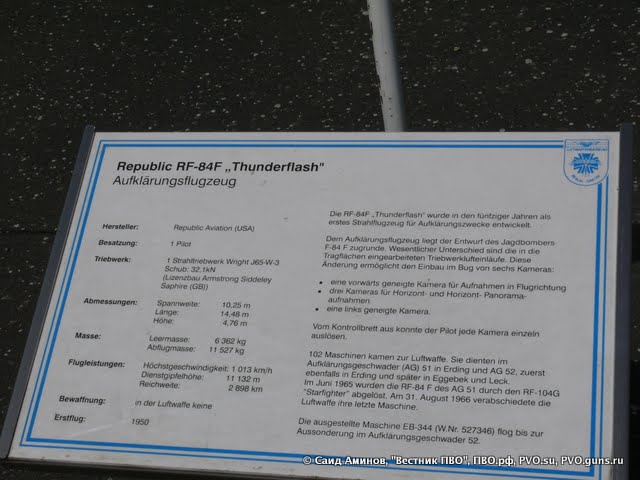 Republic RF-84F „Thunderflash"
Aufklärungsflugzeug
Hersteller: Republic Aviation (USA)
Besatzung: 1 Pilot
Triebwerk: 1 Strahltriebwerk Wright J65-W-3
Schub: 32,1kN
(Lizenzbau Armstrong Siddeley
Saphire (GB))
Abmessungen: Spannweite: 10,25 m
Länge: 14,48 m
Höhe: 4,76 m
Masse: Leermasse: 6 362 kg
Abflugmasse: 11 527 kg
Flugleistungen: Höchstgeschwindigkeit: 1 013 km/h
Dienstgipfelhöhe: 11 132 m
Reichweite: 2 898 km
Bewaffnung: in der Luftwaffe keine
Erstflug: 1950
Die RF-84F „Thunderflash" wurde in den fünfziger Jahren als
erstes Strahlflugzeug für Aufklärungszwecke entwickelt.
Dem Aufklärungsflugzeug liegt der Entwurf des Jagdbombers
F-84 F zugrunde. Wesentlicher Unterschied sind die in die
Tragflächen eingearbeiteten Triebwerklufteinläufe. Diese
Änderung ermöglicht den Einbau im Bug von sechs Kameras:
• eine vorwärts geneigte Kamera für Aufnahmen in Flugrichtung
• drei Kameras für Horizont- und Horizont- Panorama-
aufnahmen
• eine links geneigte Kamera.
Vom Kontrollbrett aus konnte der Pilot jede Kamera einzeln
auslösen.
102 Maschinen kamen zur Luftwaffe. Sie dienten im
Aufklärungsgeschwader (AG) 51 in Erding und AG 52, zuerst
ebenfalls in Erding und später in Eggebek und Leck.
Im Juni 1965 wurden die RF-84 F des AG 51 durch den RF-104G
"Starfighter" abgelöst. Am 31. August 1966 verabschiedete die
Luftwaffe ihre letzte Maschine.
Die ausgestellte Maschine EB-344 (W.Nr. 527346) flog bis zur
Aussonderung im Aufklärungsgeschwader 52.
© Саид Аминов, "Вестник ПВО", ПВО.рф, PVO.su, PVO.guns.ru